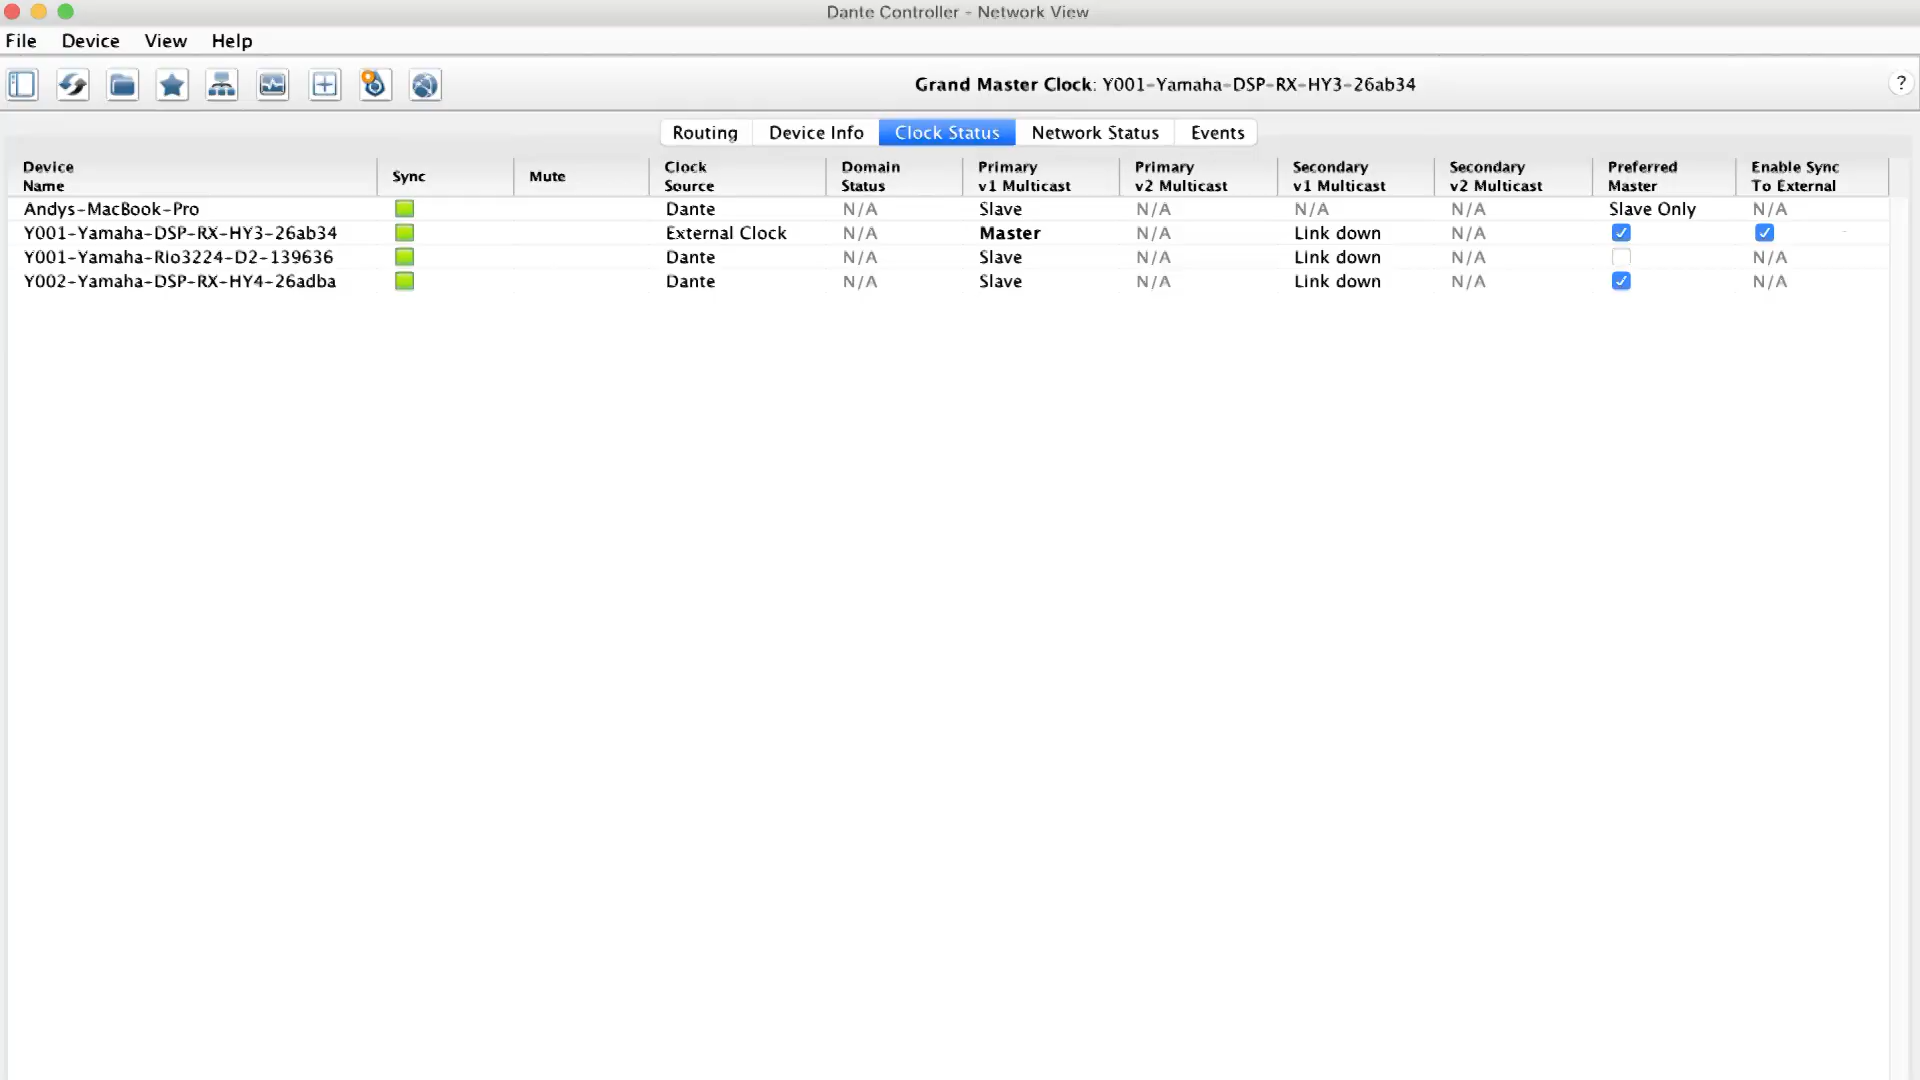 Dante Controller - Network View
File Device View Help
Grand Master Clock: Y001-Yamaha-DSP-RX-HY3-26ab34 ?
Routing Device Info Clock Status Network Status Events
Device Name Sync Mute Clock Source Domain Status Primary v1 Multicast Primary v2 Multicast Secondary v1 Multicast Secondary v2 Multicast Preferred Master Enable Sync To External
Andys-MacBook-Pro Dante N/A Slave N/A N/A N/A Slave Only N/A
Y001-Yamaha-DSP-RX-HY3-26ab34 External Clock N/A Master N/A Link down N/A
Y001-Yamaha-Rio3224-D2-139636 Dante N/A Slave N/A Link down N/A N/A
Y002-Yamaha-DSP-RX-HY4-26adba Dante N/A Slave N/A Link down N/A N/A